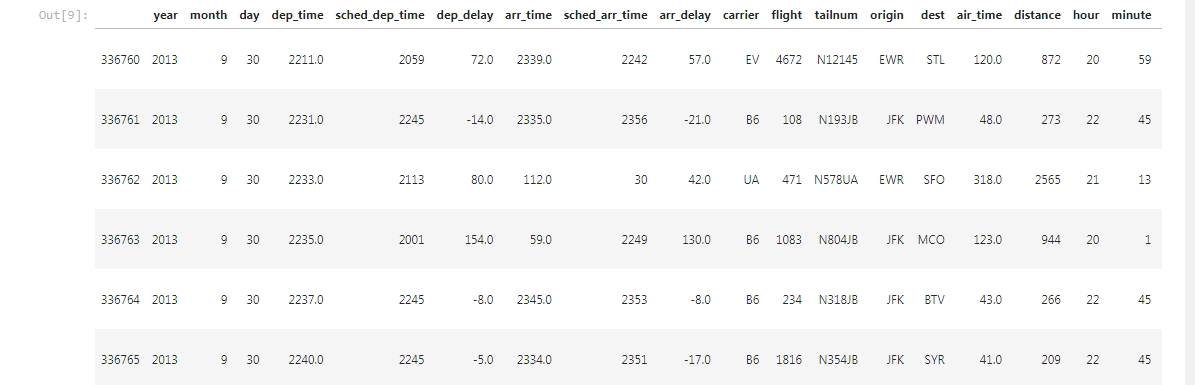 Out[9]: year month day dep_time sched_dep_time dep_delay arr_time sched_arr_time arr_delay carrier flight tailnum origin dest air_time distance hour minute
336760 2013 9 30 2211.0 2059 72.0 2339.0 2242 57.0 EV 4672 N12145 EWR STL 120.0 872 20 59
336761 2013 9 30 2231.0 2245 -14.0 2335.0 2356 -21.0 B6 108 N193JB JFK PWM 48.0 273 22 45
336762 2013 9 30 2233.0 2113 80.0 112.0 30 42.0 UA 471 N578UA EWR SFO 318.0 2565 21 13
336763 2013 9 30 2235.0 2001 154.0 59.0 2249 130.0 B6 1083 N804JB JFK MCO 123.0 944 20 1
336764 2013 9 30 2237.0 2245 -8.0 2345.0 2353 -8.0 B6 234 N318JB JFK BTV 43.0 266 22 45
336765 2013 9 30 2240.0 2245 -5.0 2334.0 2351 -17.0 B6 1816 N354JB JFK SYR 41.0 209 22 45